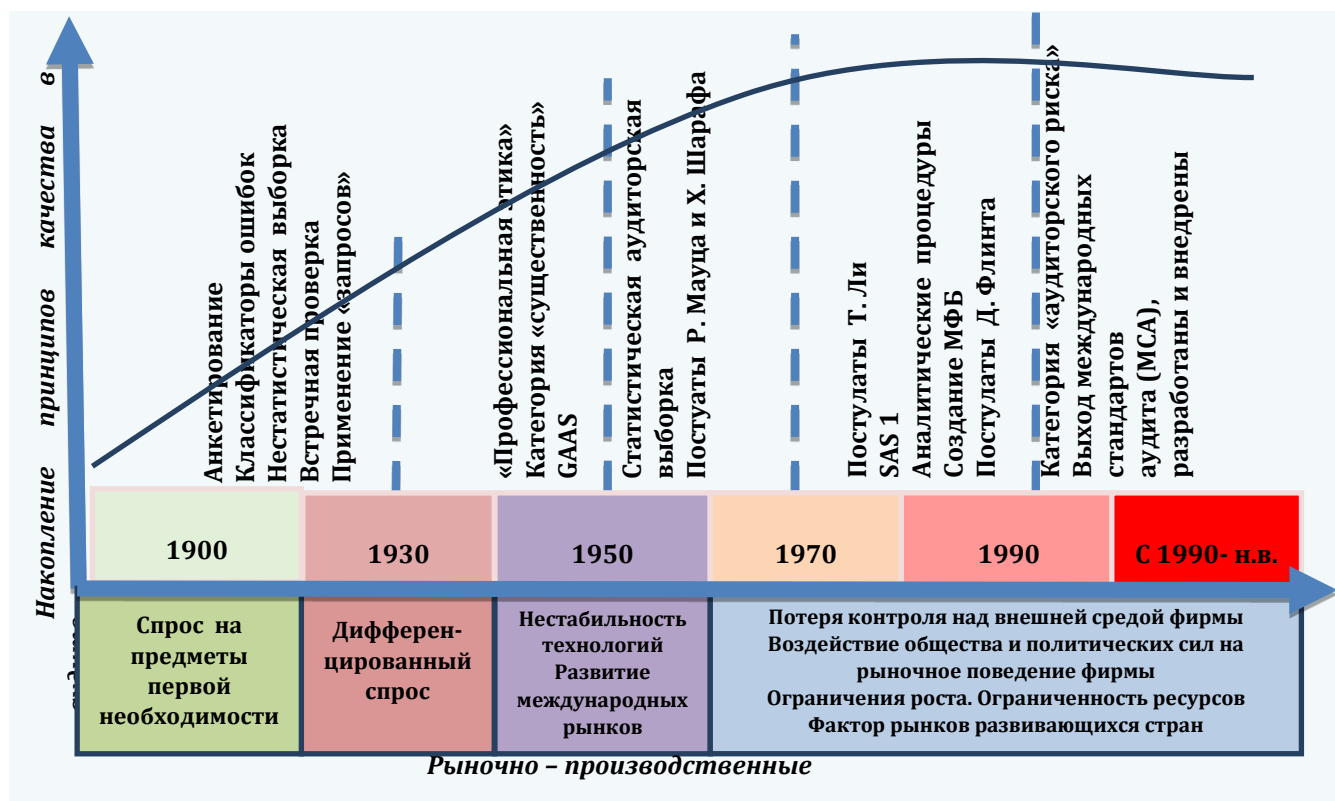 Накопление принципов качества в
Анкетирование
Классификаторы ошибок
Нестатистическая выборка
Встречная проверка
Применение «запросов»
«Профессиональная этика»
Категория «существенность»
GAAS
Статистическая аудиторская
выборка
Постуаты Р. Мауца и Х. Шарафа
Постулаты Т. Ли
SAS 1
Аналитические процедуры
Создание МФБ
Постулаты Д. Флинта
Категория «аудиторского риска»
Выход международных
стандартов
аудита (МСА),
разработаны и внедрены
1900
1930
1950
1970
1990
С 1990- н.в.
Спрос на
предметы
первой
необходимости
Дифферен-
цированный
спрос
Нестабильность
технологий
Развитие
международных
рынков
Потеря контроля над внешней средой фирмы
Воздействие общества и политических сил на
рыночное поведение фирмы
Ограничения роста. Ограниченность ресурсов
Фактор рынков развивающихся стран
Рыночно – производственные